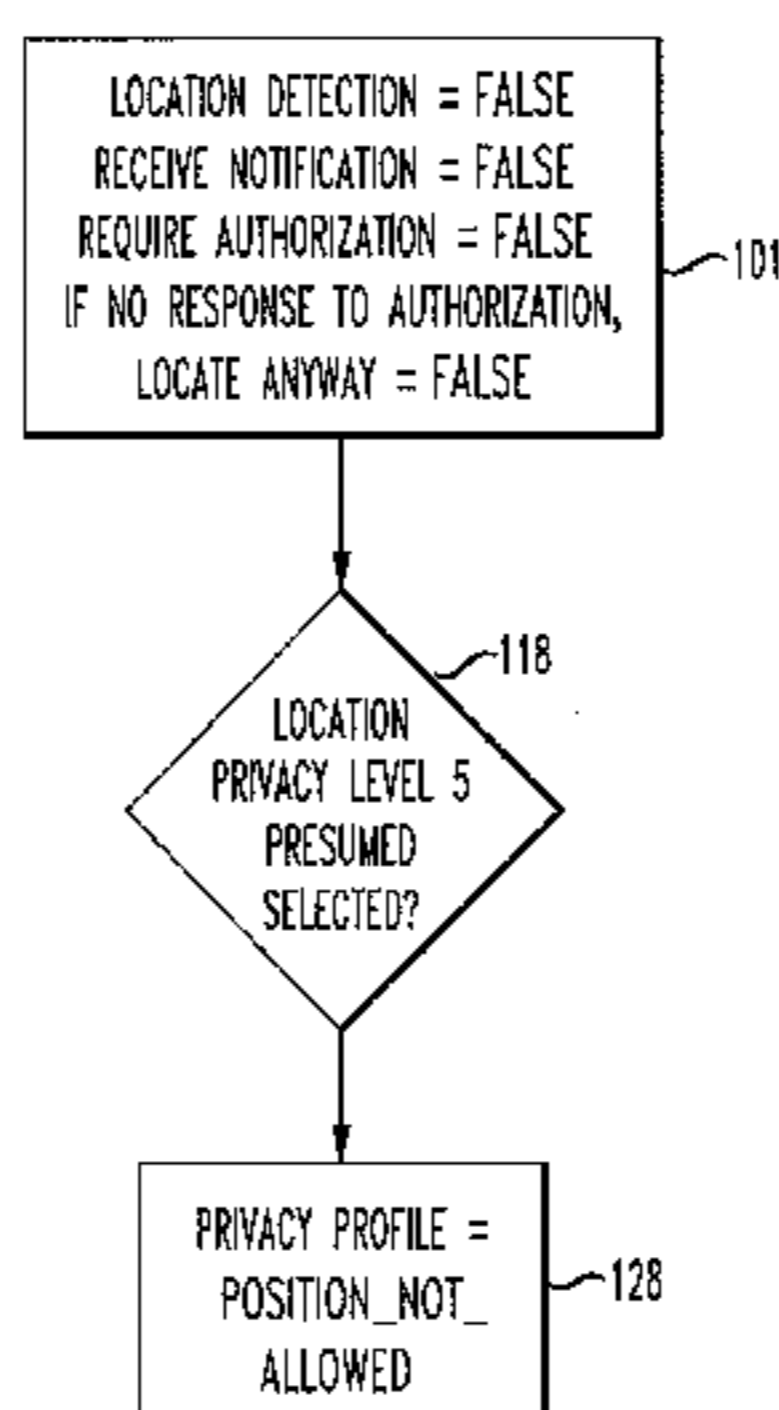 LOCATION DETECTION = FALSE
RECEIVE NOTIFICATION = FALSE
REQUIRE AUTHORIZATION = FALSE
IF NO RESPONSE TO AUTHORIZATION,
LOCATE ANYWAY = FALSE
101
118
LOCATION
PRIVACY LEVEL 5
PRESUMED
SELECTED?
PRIVACY PROFILE =
POSITION_NOT_
ALLOWED
128